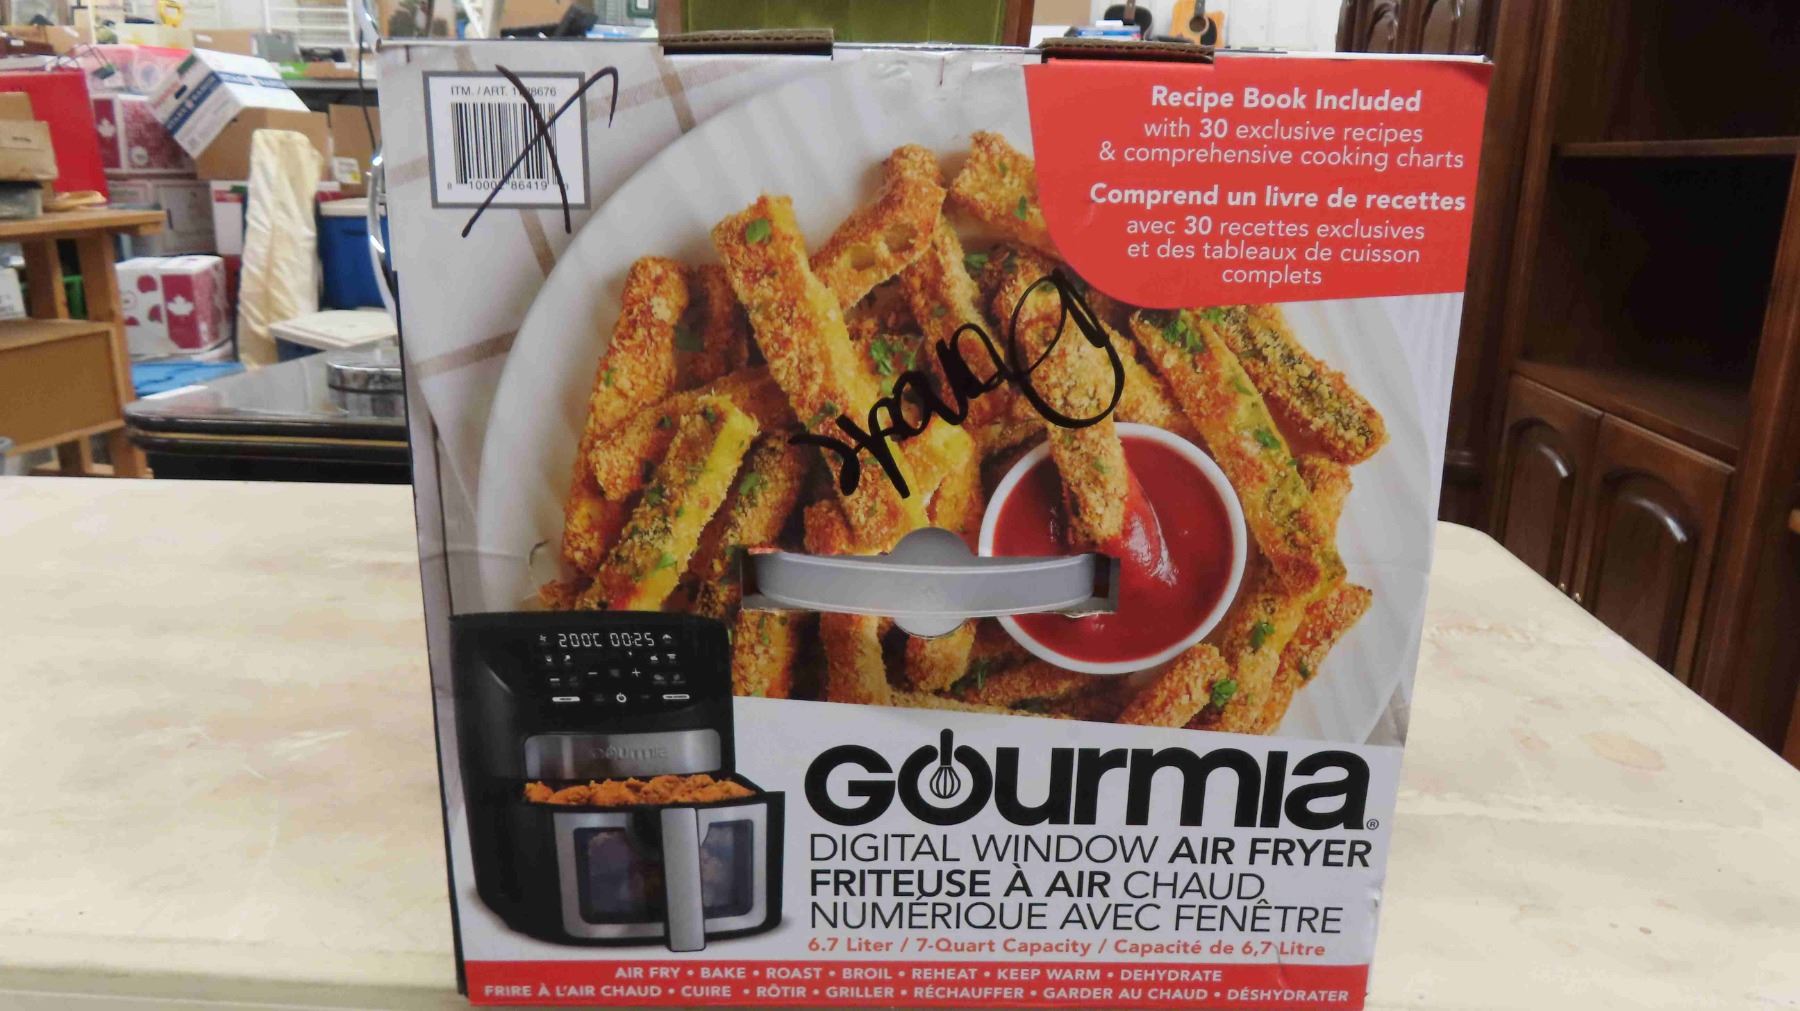 ITM. / ART.
Recipe Book Included
with 30 exclusive recipes
& comprehensive cooking charts
Comprend un livre de recettes
avec 30 recettes exclusives
et des tableaux de cuisson
complets
200C 00:25
GOurmia
GOurmia®
DIGITAL WINDOW AIR FRYER
FRITEUSE À AIR CHAUD
NUMÉRIQUE AVEC FENÊTRE
6.7 Liter / 7-Quart Capacity / Capacité de 6,7 Litre
AIR FRY • BAKE • ROAST • BROIL • REHEAT • KEEP WARM • DEHYDRATE
FRIRE À L'AIR CHAUD • CUIRE • RÔTIR • GRILLER • RÉCHAUFFER • GARDER AU CHAUD • DÉSHYDRATER